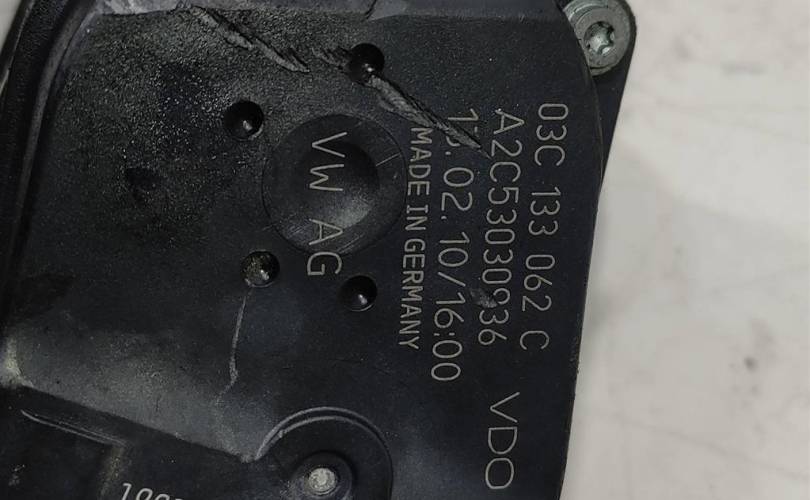 03C 133 062 C
A2C53030936 VDO
02.10/16:00
MADE IN GERMANY
VW AG